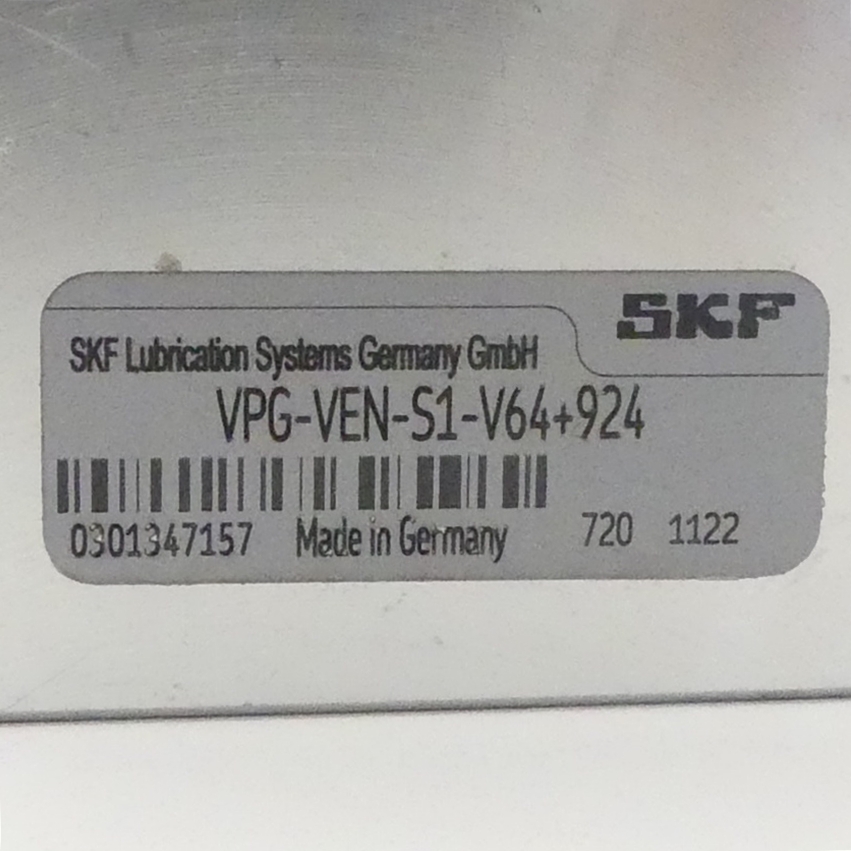 SKF
SKF Lubrication Systems Germany GmbH
VPG-VEN-S1-V64+924
0301347157 Made in Germany 720 1122